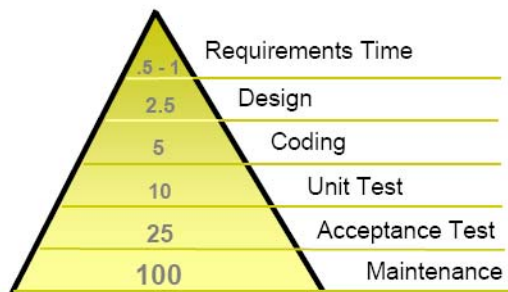 .5 - 1 Requirements Time
2.5 Design
5 Coding
10 Unit Test
25 Acceptance Test
100 Maintenance